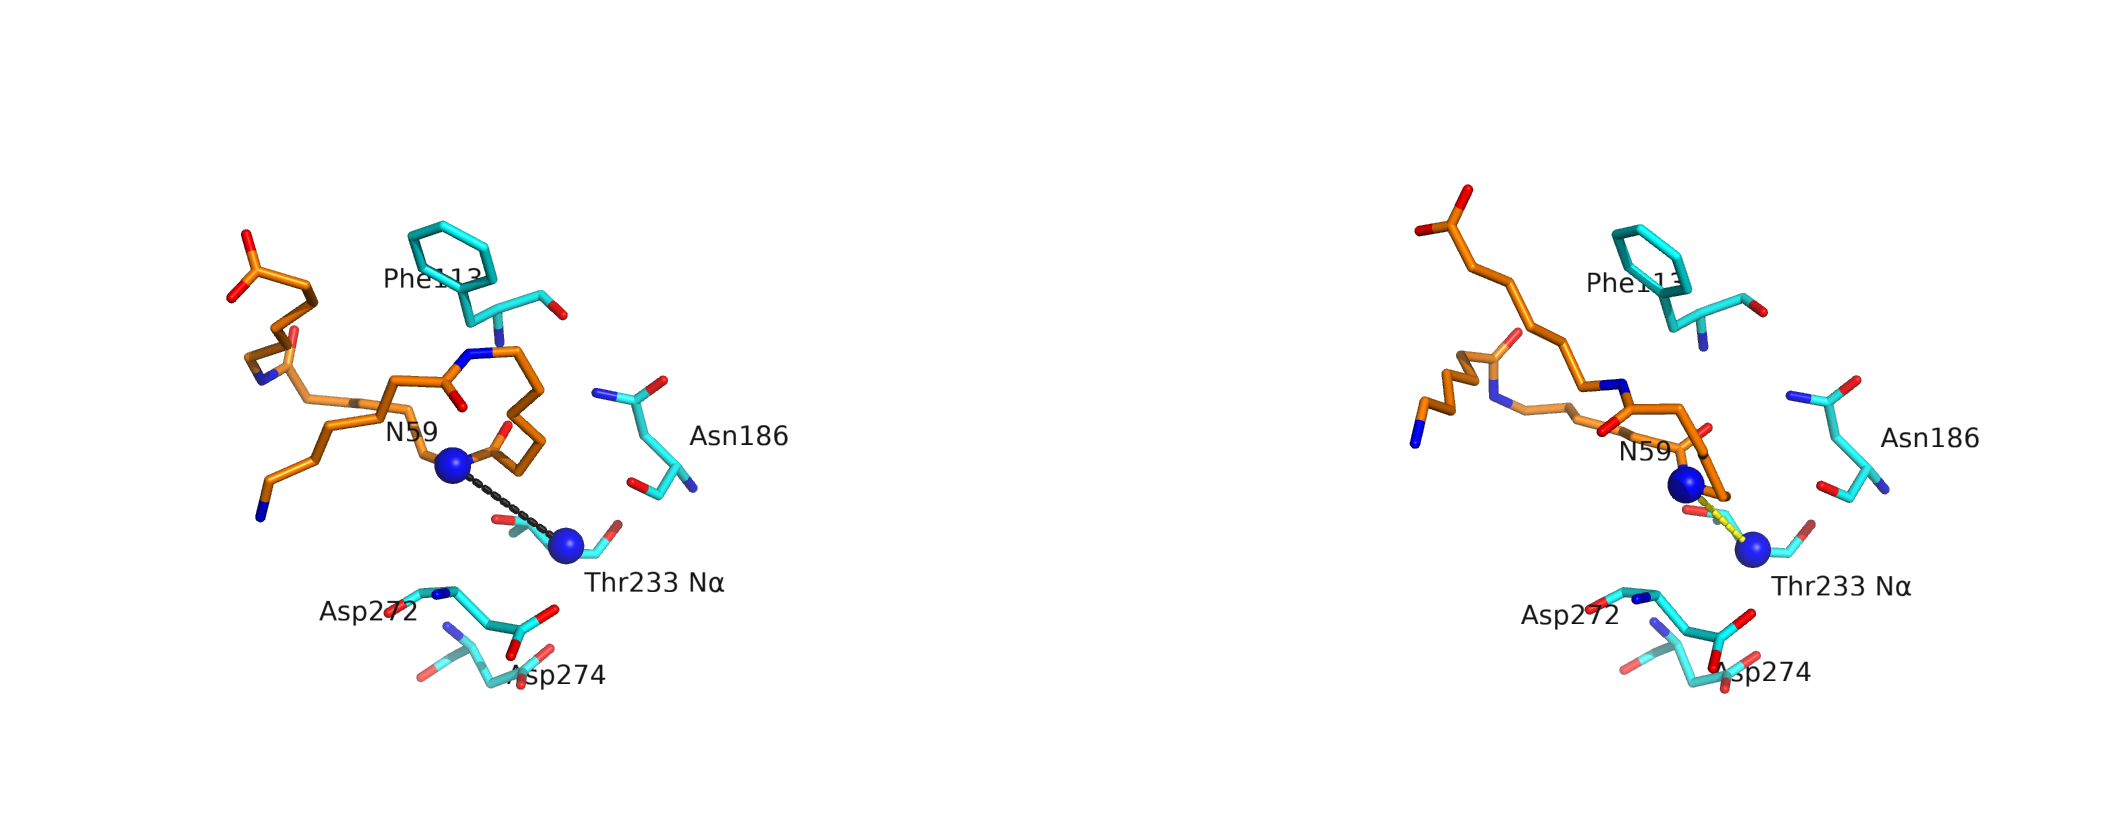 Phe113
N59
Asn186
Thr233 Nα
Asp272
Asp274
Phe113
N59
Asn186
Thr233 Nα
Asp272
Asp274